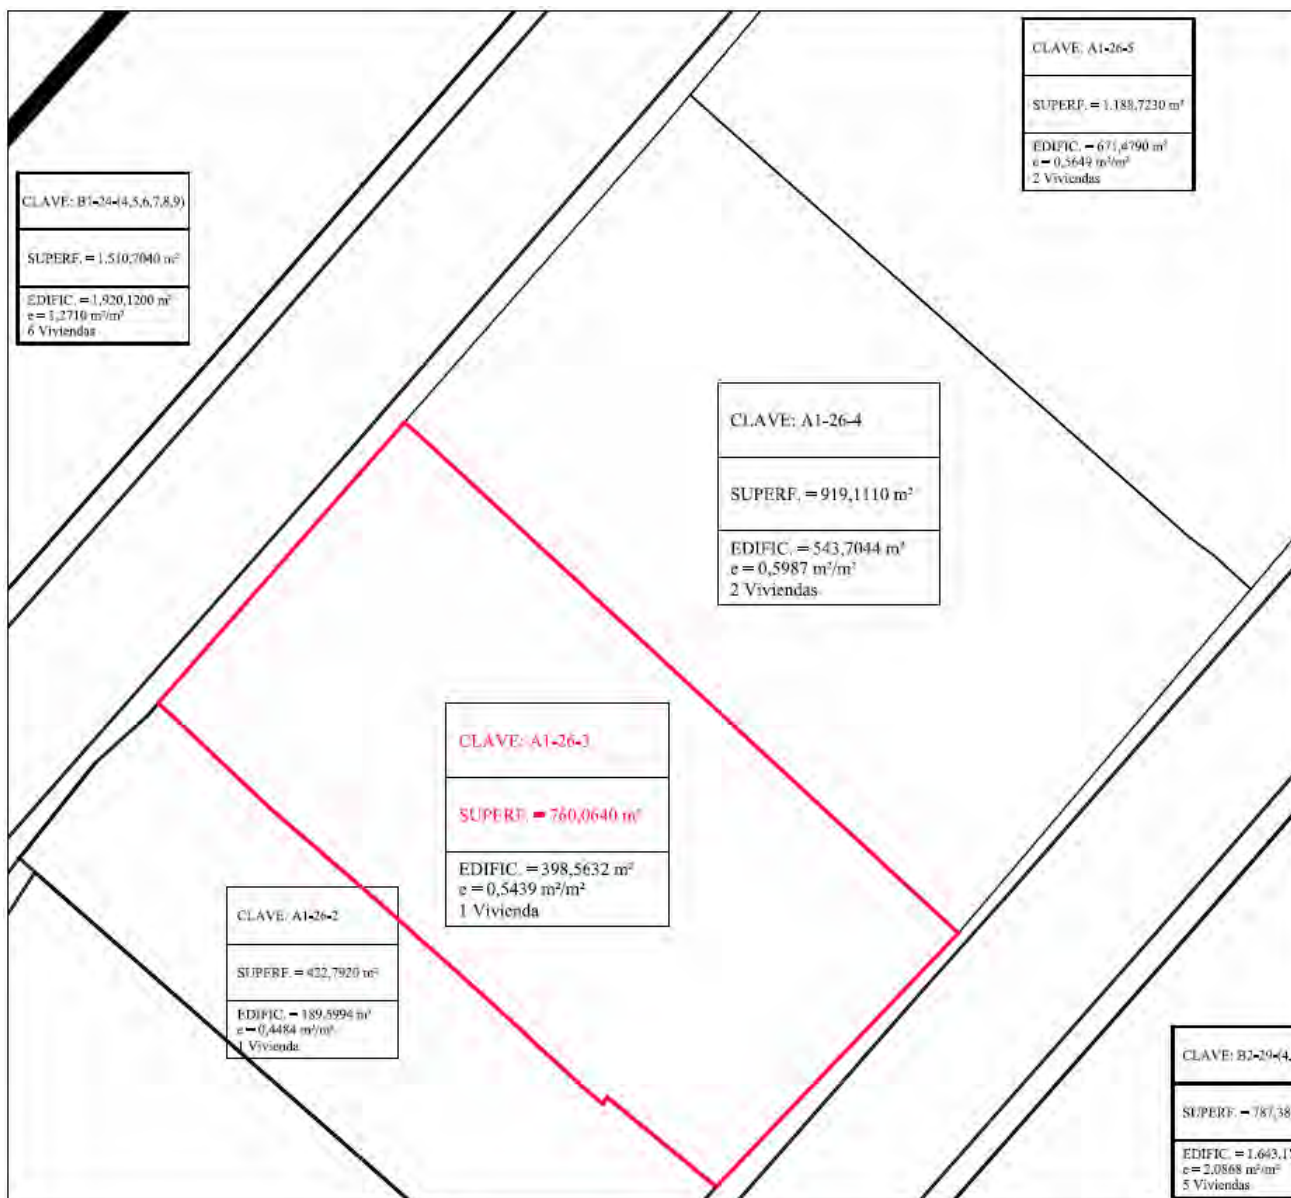 CLAVE: A1-26-5
SUPERF. = 1.188,7230 m²
EDIFIC. = 671,4790 m²
e = 0,5649 m²/m²
2 Viviendas
CLAVE: B1-24-(4,5,6,7,8,9)
SUPERF. = 1.510,7040 m²
EDIFIC. = 1,920,1200 m²
e = 1,2710 m²/m²
6 Viviendas
CLAVE: A1-26-4
SUPERF. = 919,1110 m²
EDIFIC. = 543,7044 m²
e = 0,5987 m²/m²
2 Viviendas
CLAVE: A1-26-3
SUPERF. = 760,0640 m²
EDIFIC. = 398,5632 m²
e = 0,5439 m²/m²
1 Vivienda
CLAVE: A1-26-2
SUPERF. = 422,7920 m²
EDIFIC. = 189,5994 m²
e = 0,4484 m²/m²
1 Vivienda
CLAVE: B2-29-(4,
SUPERF. = 787,38
EDIFIC. = 1.643,1
e = 2,0868 m²/m²
5 Viviendas